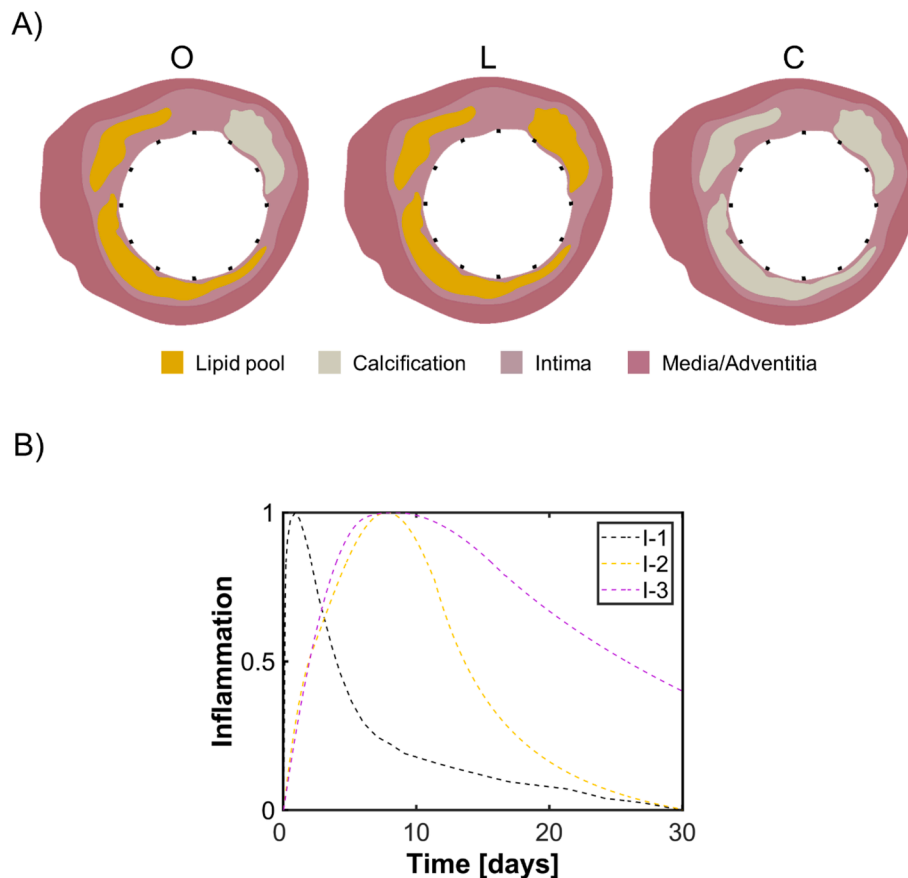 A)
O L C
Lipid pool Calcification Intima Media/Adventitia
B)
1
I-1
I-2
I-3
Inflammation
0.5
0
0 10 20 30
Time [days]